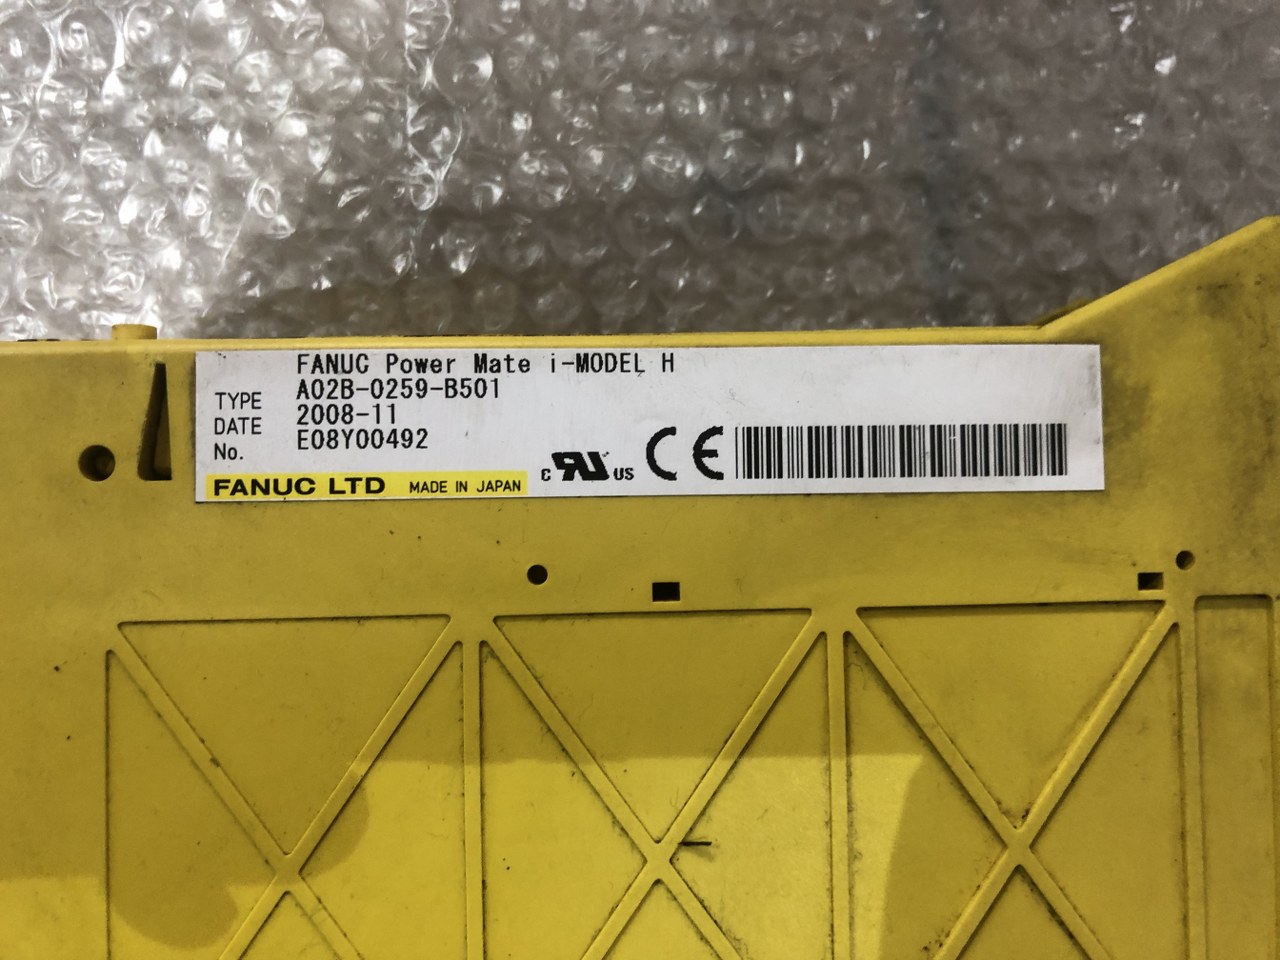 FANUC Power Mate i-MODEL H
TYPE A02B-0259-B501
DATE 2008-11
No. E08Y00492
FANUC LTD MADE IN JAPAN
c RU US CE